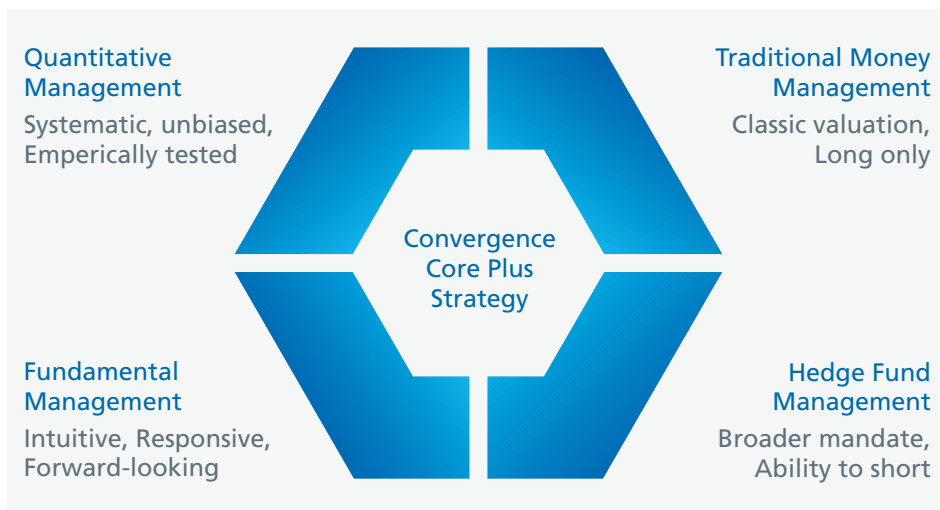 Quantitative
Management
Systematic, unbiased,
Emperically tested
Traditional Money
Management
Classic valuation,
Long only
Convergence
Core Plus
Strategy
Fundamental
Management
Intuitive, Responsive,
Forward-looking
Hedge Fund
Management
Broader mandate,
Ability to short